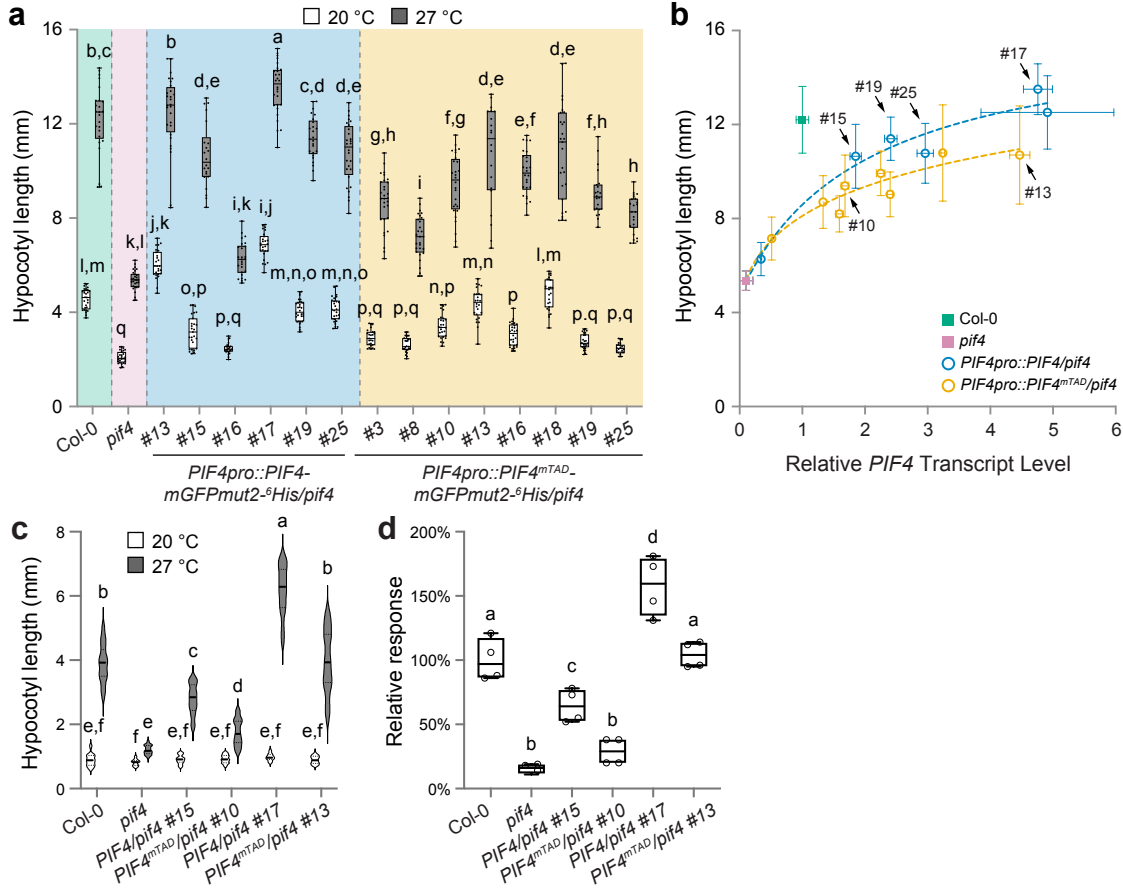 a
20 °C
27 °C
Hypocotyl length (mm)
16
12
8
4
0
b,c
l,m
q
k,l
b
j,k
d,e
o,p
i,k
p,q
a
i,j
c,d
m,n,o
d,e
m,n,o
g,h
p,q
i
p,q
f,g
n,p
d,e
m,n
e,f
p
d,e
l,m
f,h
p.q
h
p,q
Col-0
pif4
#13
#15
#16
#17
#19
#25
#3
#8
#10
#13
#16
#18
#19
#25
PIF4pro::PIF4-
mGFPmut2-⁶His/pif4
PIF4pro::PIF4ᵐᵀᴬᴰ-
mGFPmut2-⁶His/pif4
b
Hypocotyl length (mm)
16
12
8
4
0
#17
#19
#25
#15
#10
#13
Col-0
pif4
PIF4pro::PIF4/pif4
PIF4pro::PIF4ᵐᵀᴬᴰ/pif4
0
1
2
3
4
5
6
Relative PIF4 Transcript Level
c
20 °C
27 °C
Hypocotyl length (mm)
8
6
4
2
0
e,f
b
f
e
e,f
c
e,f
d
e,f
a
e,f
b
Col-0
pif4
PIF4/pif4 #15
PIF4ᵐᵀᴬᴰ/pif4 #10
PIF4/pif4 #17
PIF4ᵐᵀᴬᴰ/pif4 #13
d
Relative response
200%
150%
100%
50%
0%
a
b
c
b
d
a
Col-0
pif4
PIF4/pif4 #15
PIF4ᵐᵀᴬᴰ/pif4 #10
PIF4/pif4 #17
PIF4ᵐᵀᴬᴰ/pif4 #13